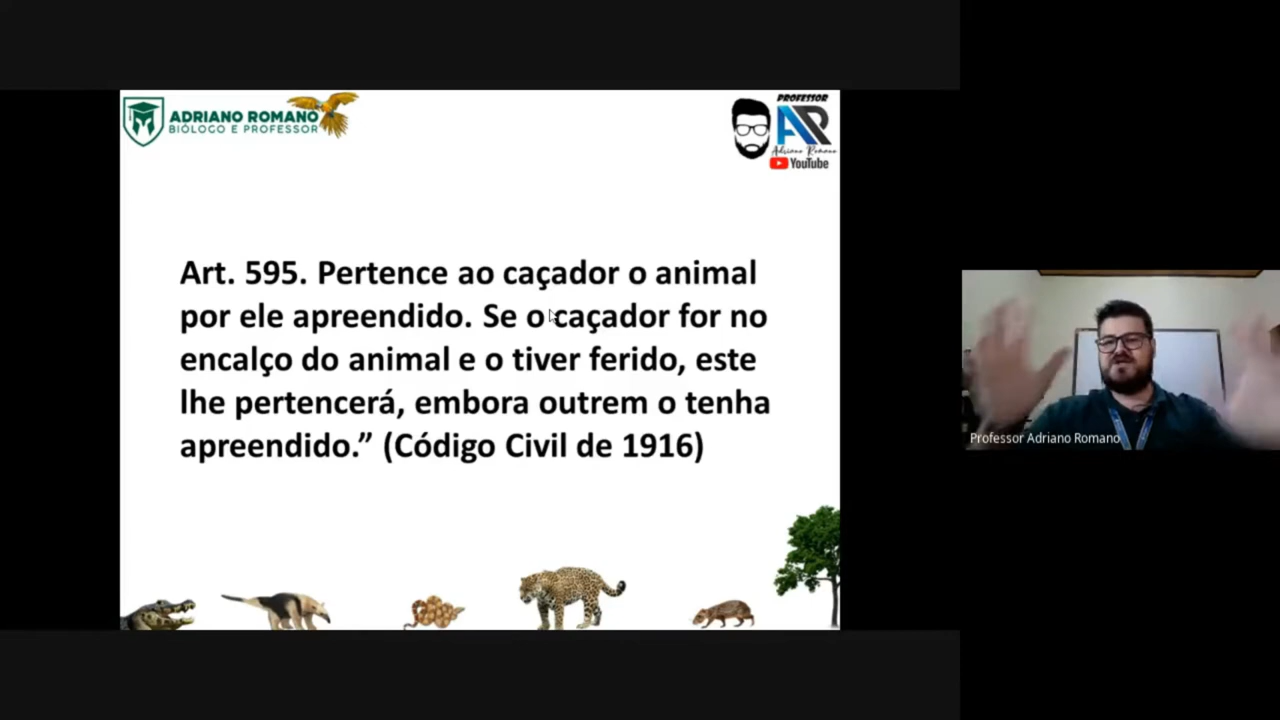 ADRIANO ROMANO
BIÓLOGO E PROFESSOR
PROFESSOR
AR
Adriano Romano
YouTube
Art. 595. Pertence ao caçador o animal
por ele apreendido. Se o caçador for no
encalço do animal e o tiver ferido, este
lhe pertencerá, embora outrem o tenha
apreendido.” (Código Civil de 1916)
Professor Adriano Romano